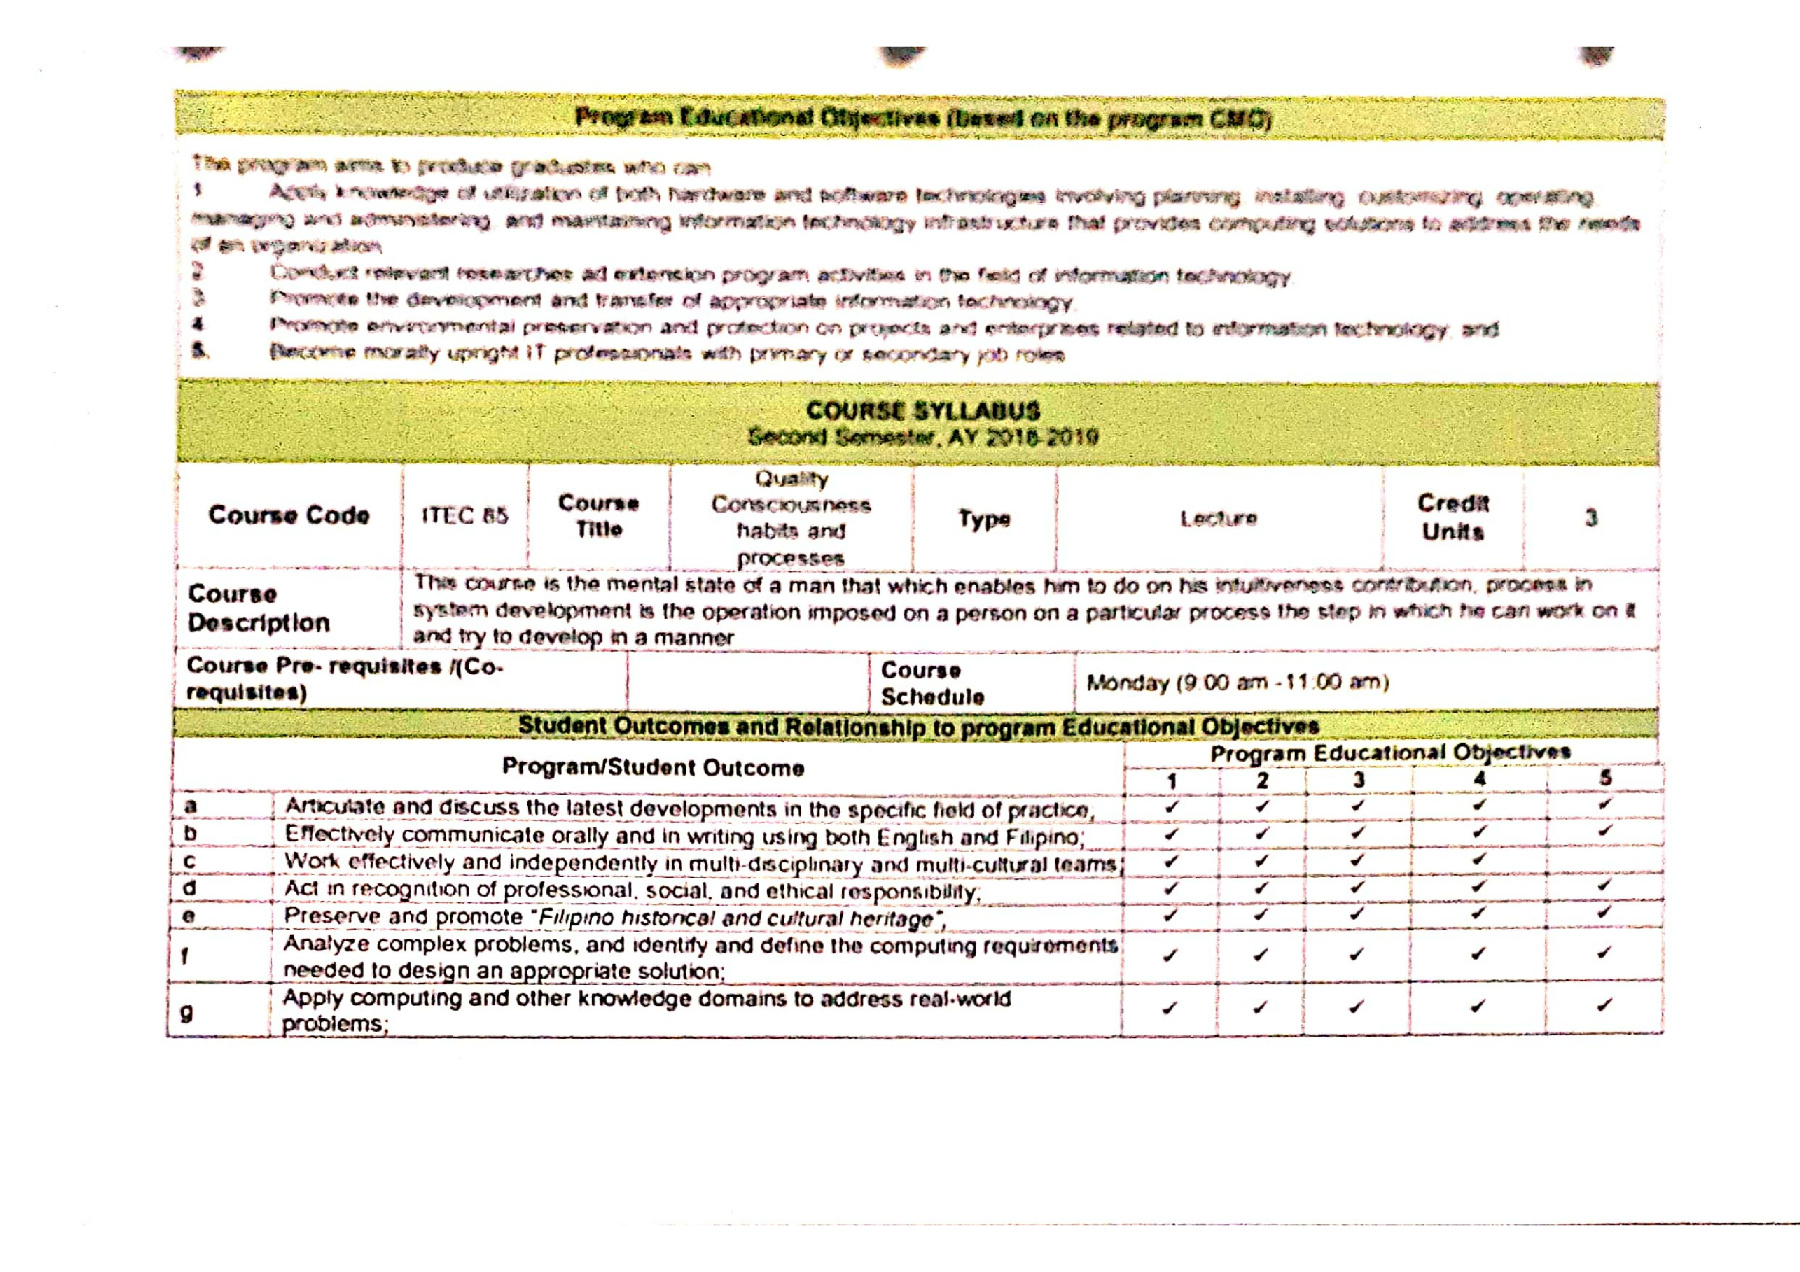 Program Educational Objectives (based on the program CMO)
The program aims to produce graduates who can
1 Apply knowledge of utilization of both hardware and software technologies involving planning, installing, customizing, operating,
managing and administering, and maintaining information technology infrastructure that provides computing solutions to address the needs
of an organization
2 Conduct relevant researches ad extension program activities in the field of information technology
3 Promote the development and transfer of appropriate information technology
4 Promote environmental preservation and protection on projects and enterprises related to information technology, and
5. Become morally upright IT professionals with primary or secondary job roles
COURSE SYLLABUS
Second Semester, AY 2018-2019
Course Code ITEC 85 Course Title Quality Consciousness habits and processes Type Lecture Credit Units 3
Course Description This course is the mental state of a man that which enables him to do on his intuitiveness contribution, process in
system development is the operation imposed on a person on a particular process the step in which he can work on it
and try to develop in a manner
Course Pre- requisites /(Co-requisites) Course Schedule Monday (9:00 am -11:00 am)
Student Outcomes and Relationship to program Educational Objectives
Program/Student Outcome Program Educational Objectives
1 2 3 4 5
a Articulate and discuss the latest developments in the specific field of practice, ✓ ✓ ✓ ✓ ✓
b Effectively communicate orally and in writing using both English and Filipino; ✓ ✓ ✓ ✓ ✓
c Work effectively and independently in multi-disciplinary and multi-cultural teams; ✓ ✓ ✓ ✓
d Act in recognition of professional, social, and ethical responsibility; ✓ ✓ ✓ ✓ ✓
e Preserve and promote "Filipino historical and cultural heritage", ✓ ✓ ✓ ✓ ✓
f Analyze complex problems, and identify and define the computing requirements
needed to design an appropriate solution; ✓ ✓ ✓ ✓ ✓
g Apply computing and other knowledge domains to address real-world
problems; ✓ ✓ ✓ ✓ ✓